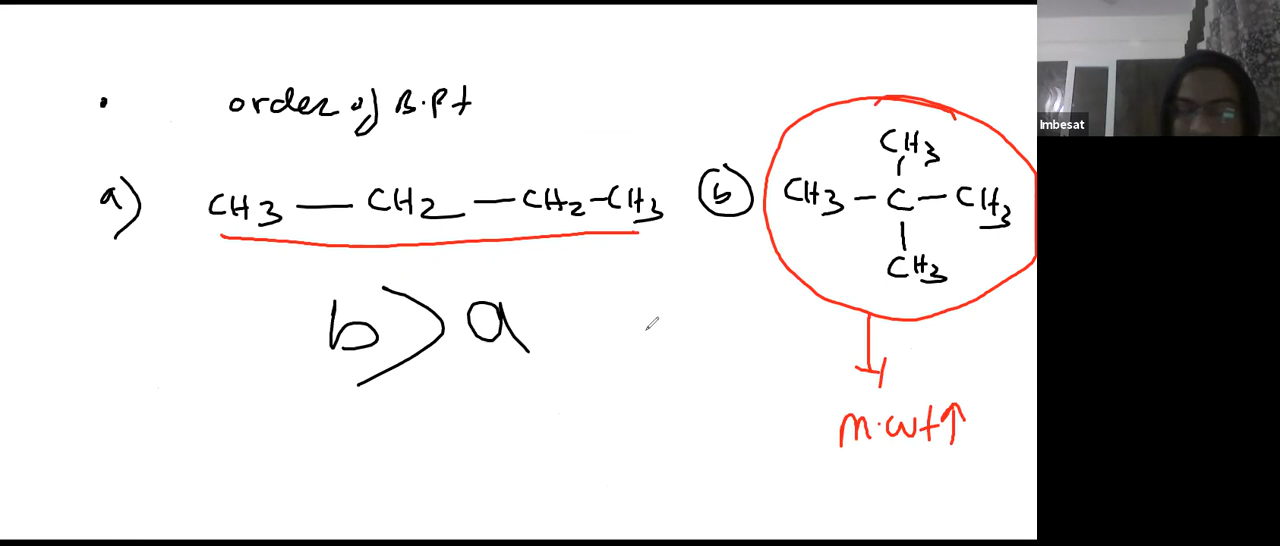 • order of B.Pt
Imbesat
CH3
a) CH3 — CH2 — CH2 - CH3 (b) CH3 - C - CH3
CH3
b > a
m.wt↑